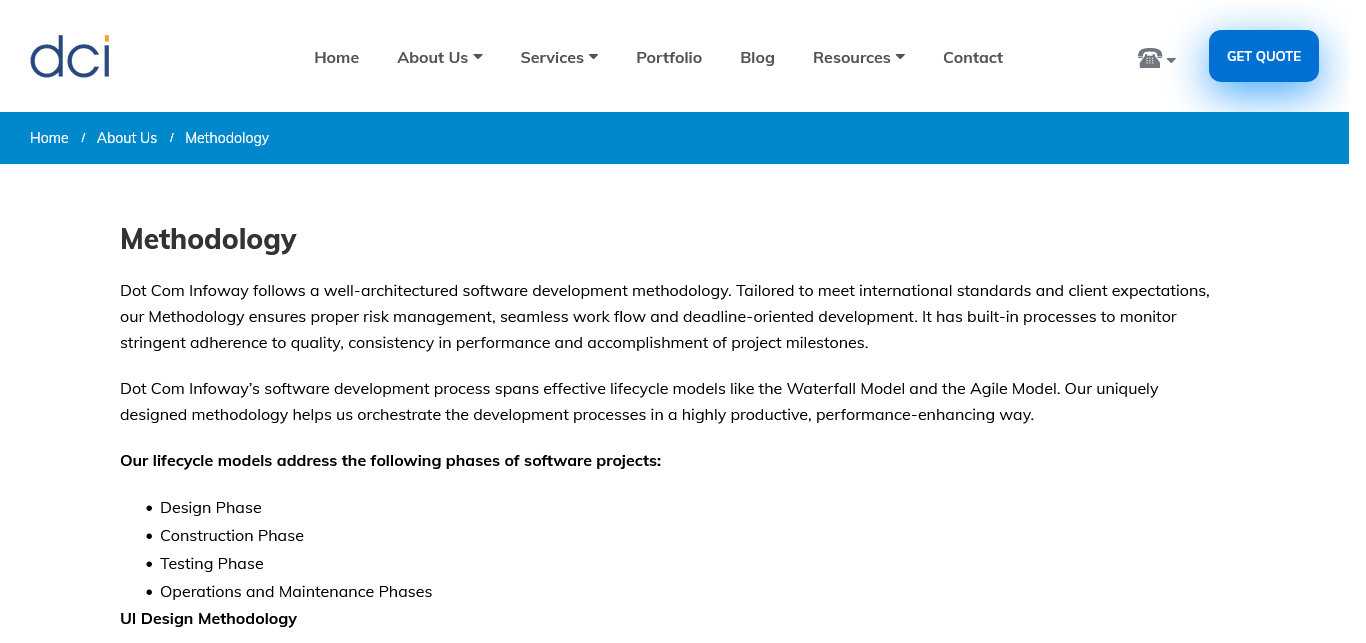 dci
Home
About Us
Services
Portfolio
Blog
Resources
Contact
GET QUOTE
Home / About Us / Methodology
Methodology
Dot Com Infoway follows a well-architectured software development methodology. Tailored to meet international standards and client expectations,
our Methodology ensures proper risk management, seamless work flow and deadline-oriented development. It has built-in processes to monitor
stringent adherence to quality, consistency in performance and accomplishment of project milestones.
Dot Com Infoway’s software development process spans effective lifecycle models like the Waterfall Model and the Agile Model. Our uniquely
designed methodology helps us orchestrate the development processes in a highly productive, performance-enhancing way.
Our lifecycle models address the following phases of software projects:
• Design Phase
• Construction Phase
• Testing Phase
• Operations and Maintenance Phases
UI Design Methodology